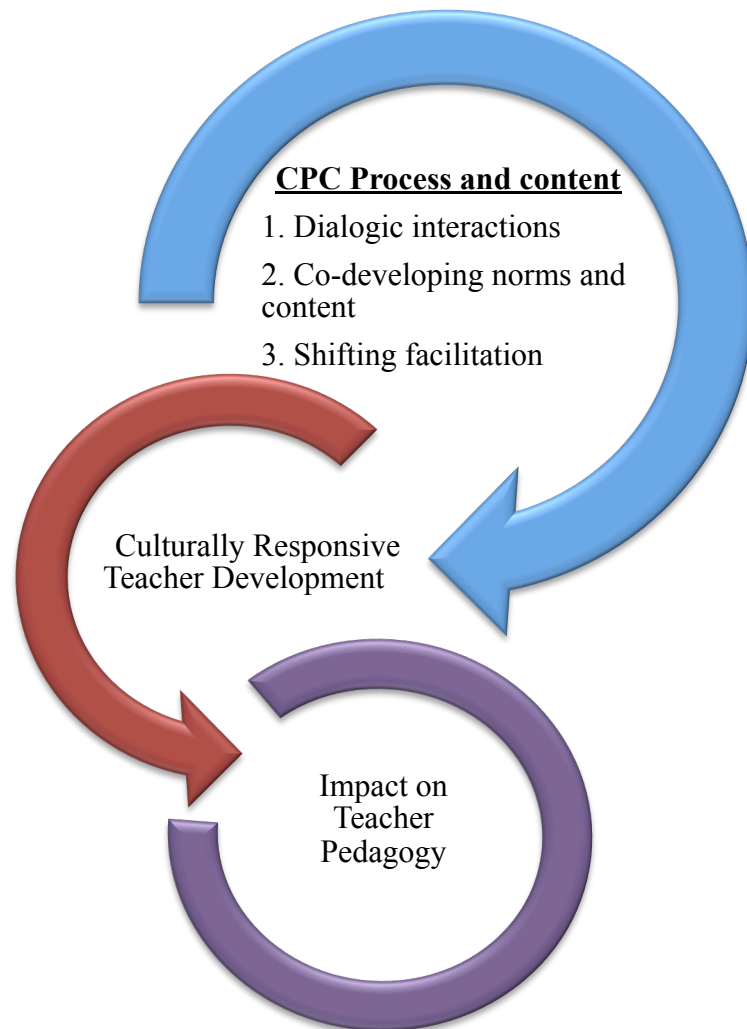 CPC Process and content
1. Dialogic interactions
2. Co-developing norms and
content
3. Shifting facilitation
Culturally Responsive
Teacher Development
Impact on
Teacher
Pedagogy